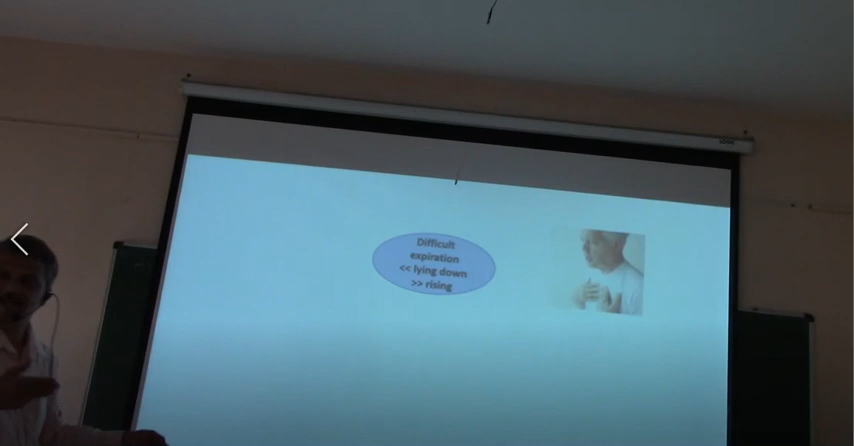 Difficult
expiration
<< lying down
>> rising